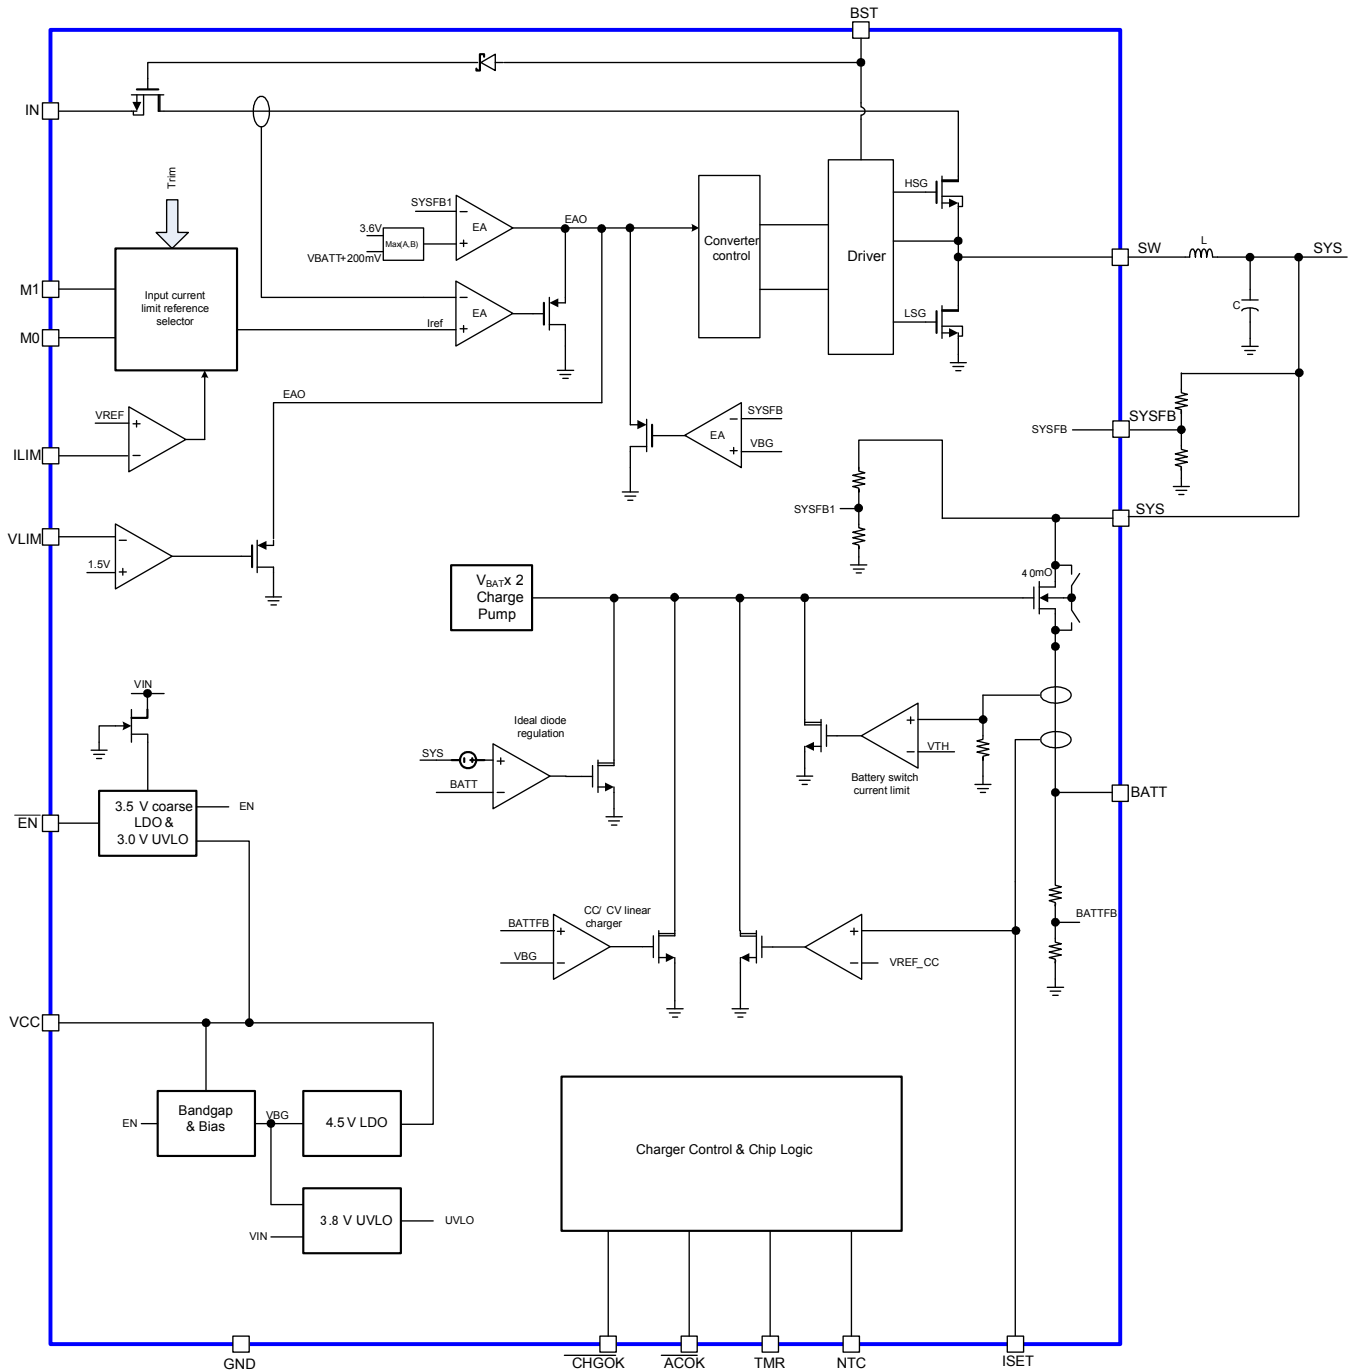 BST
IN
Trim
SYSFB1
−
EA
+
3.6V
Max(A,B)
VBATT+200mV
EAO
Converter
control
Driver
HSG
LSG
SW
L
SYS
C
M1
M0
Input current
limit reference
selector
−
EA
+
Iref
EAO
VREF
+
−
ILIM
SYSFB
−
EA
+
VBG
SYSFB
SYSFB
SYSFB1
SYS
VLIM
−
1.5V
+
VBATx 2
Charge
Pump
40mO
VIN
Ideal diode
regulation
SYS
+
BATT
−
+
−
VTH
Battery switch
current limit
BATT
EN
3.5 V coarse
LDO &
3.0 V UVLO
EN
BATTFB
+
VBG
−
CC/ CV linear
charger
+
−
VREF_CC
BATTFB
VCC
EN
Bandgap
& Bias
VBG
4.5 V LDO
3.8 V UVLO
VIN
UVLO
Charger Control & Chip Logic
GND
CHGOK
ACOK
TMR
NTC
ISET